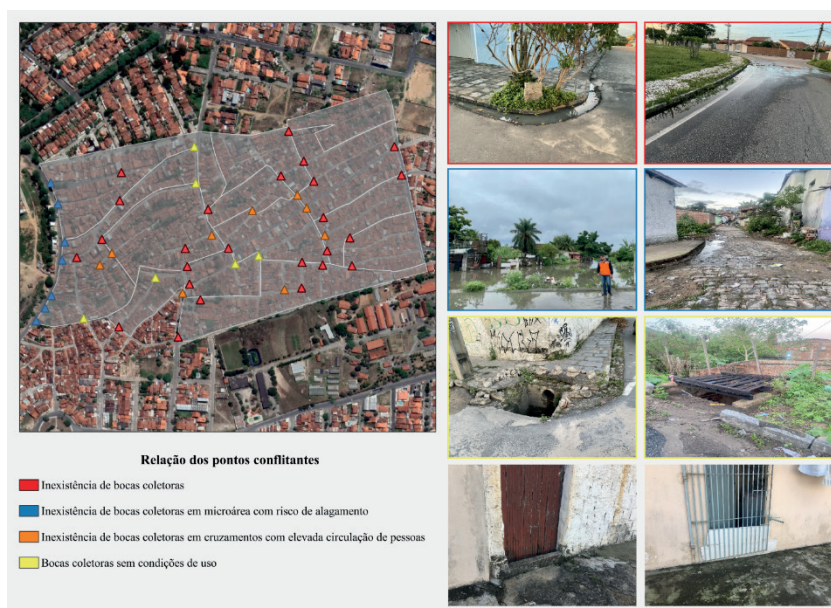 Relação dos pontos conflitantes
Inexistência de bocas coletoras
Inexistência de bocas coletoras em microárea com risco de alagamento
Inexistência de bocas coletoras em cruzamentos com elevada circulação de pessoas
Bocas coletoras sem condições de uso